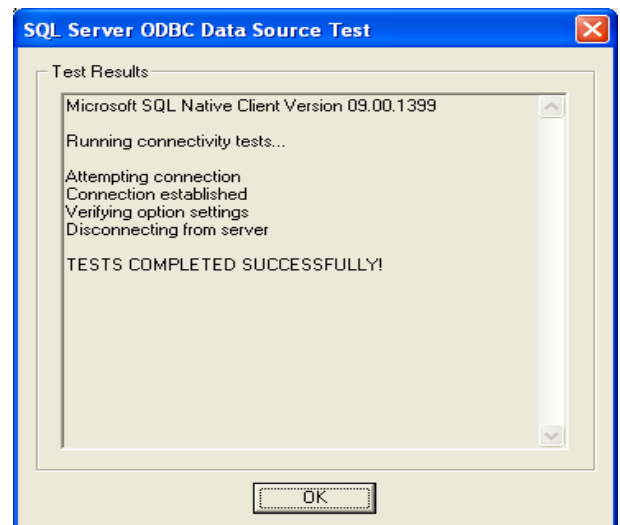 SQL Server ODBC Data Source Test
Test Results
Microsoft SQL Native Client Version 09.00.1399
Running connectivity tests...
Attempting connection
Connection established
Verifying option settings
Disconnecting from server
TESTS COMPLETED SUCCESSFULLY!
OK